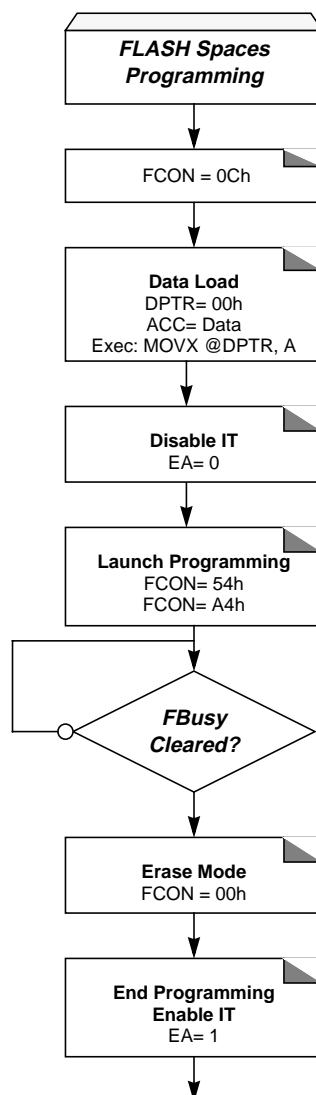 FLASH Spaces
Programming
FCON = 0Ch
Data Load
DPTR= 00h
ACC= Data
Exec: MOVX @DPTR, A
Disable IT
EA= 0
Launch Programming
FCON= 54h
FCON= A4h
FBusy
Cleared?
Erase Mode
FCON = 00h
End Programming
Enable IT
EA= 1